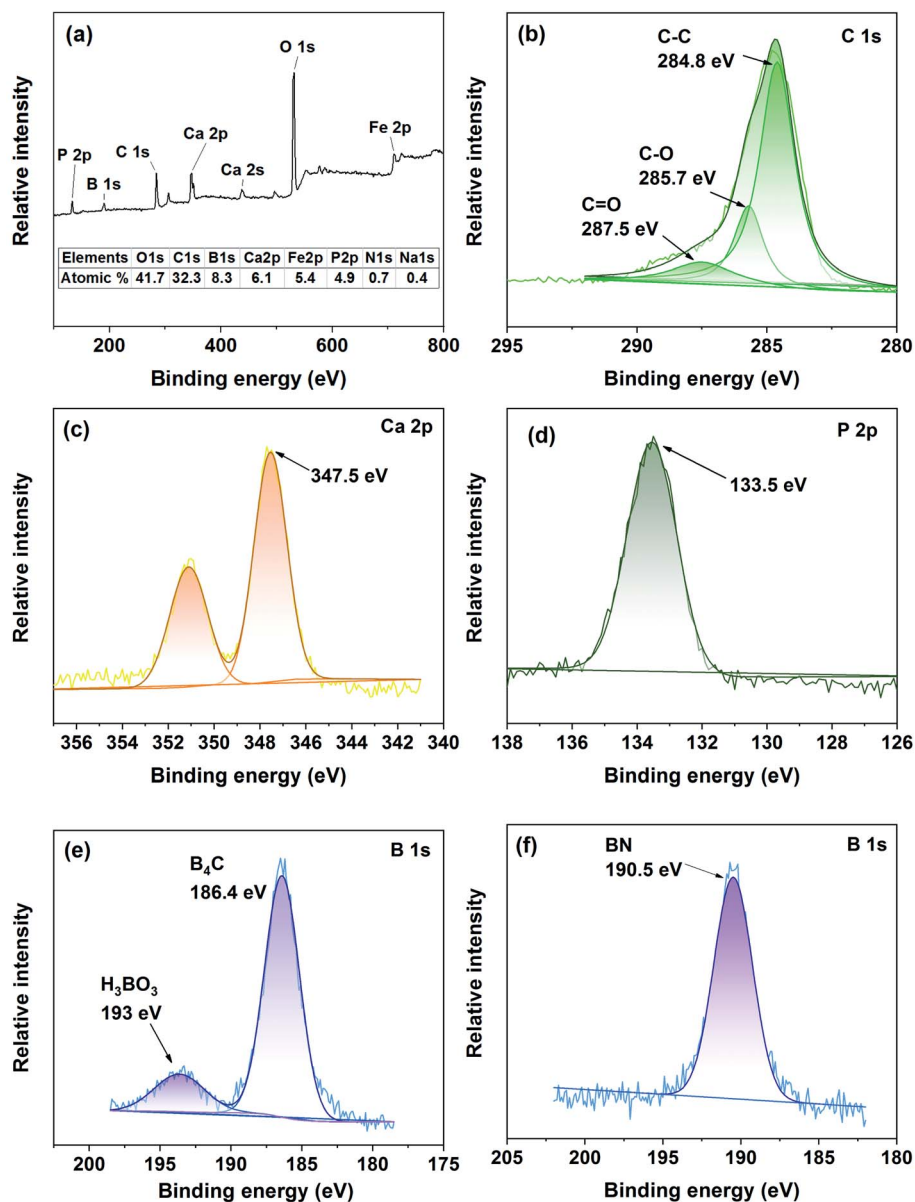 (a)
O 1s
P 2p
B 1s
C 1s
Ca 2p
Ca 2s
Fe 2p
Elements O1s C1s B1s Ca2p Fe2p P2p N1s Na1s
Atomic % 41.7 32.3 8.3 6.1 5.4 4.9 0.7 0.4
200 400 600 800
Binding energy (eV)
Relative intensity
(b)
C 1s
C-C
284.8 eV
C-O
285.7 eV
C=O
287.5 eV
295 290 285 280
Binding energy (eV)
Relative intensity
(c)
Ca 2p
347.5 eV
356 354 352 350 348 346 344 342 340
Binding energy (eV)
Relative intensity
(d)
P 2p
133.5 eV
138 136 134 132 130 128 126
Binding energy (eV)
Relative intensity
(e)
B 1s
B₄C
186.4 eV
H₃BO₃
193 eV
200 195 190 185 180 175
Binding energy (eV)
Relative intensity
(f)
B 1s
BN
190.5 eV
205 200 195 190 185 180
Binding energy (eV)
Relative intensity